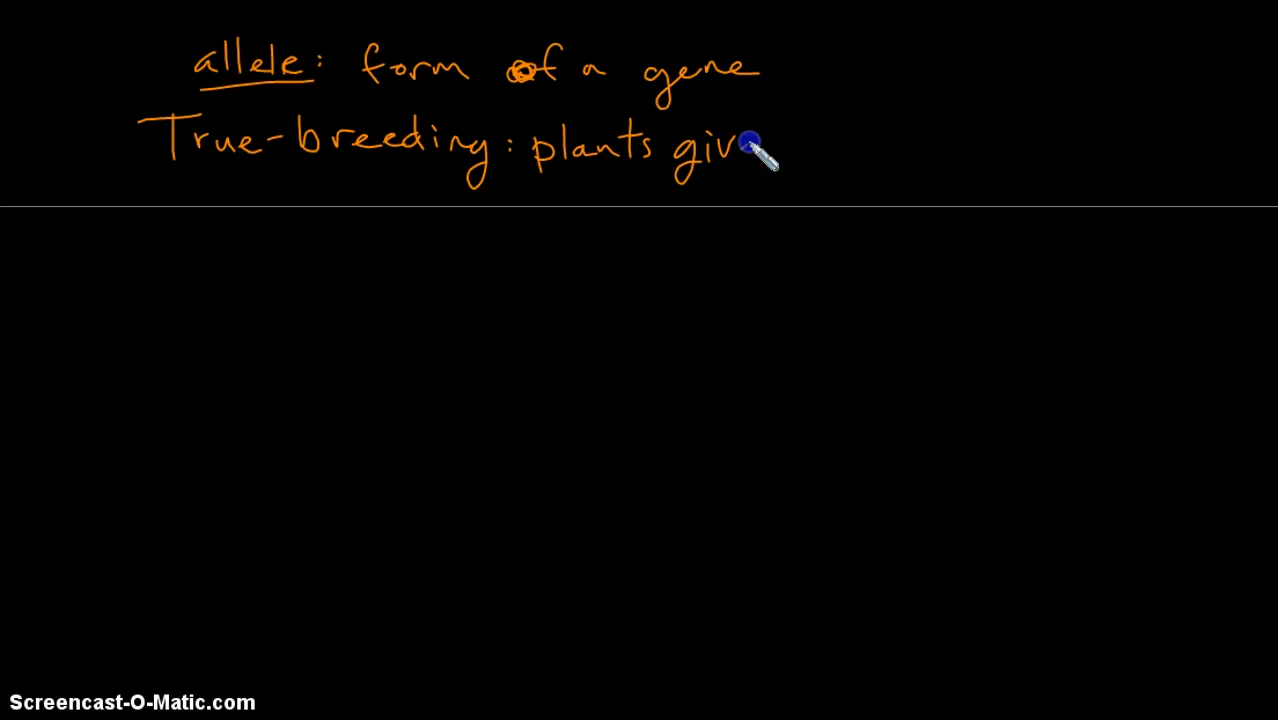 allele: form of a gene
True-breeding: plants giv
Screencast-O-Matic.com